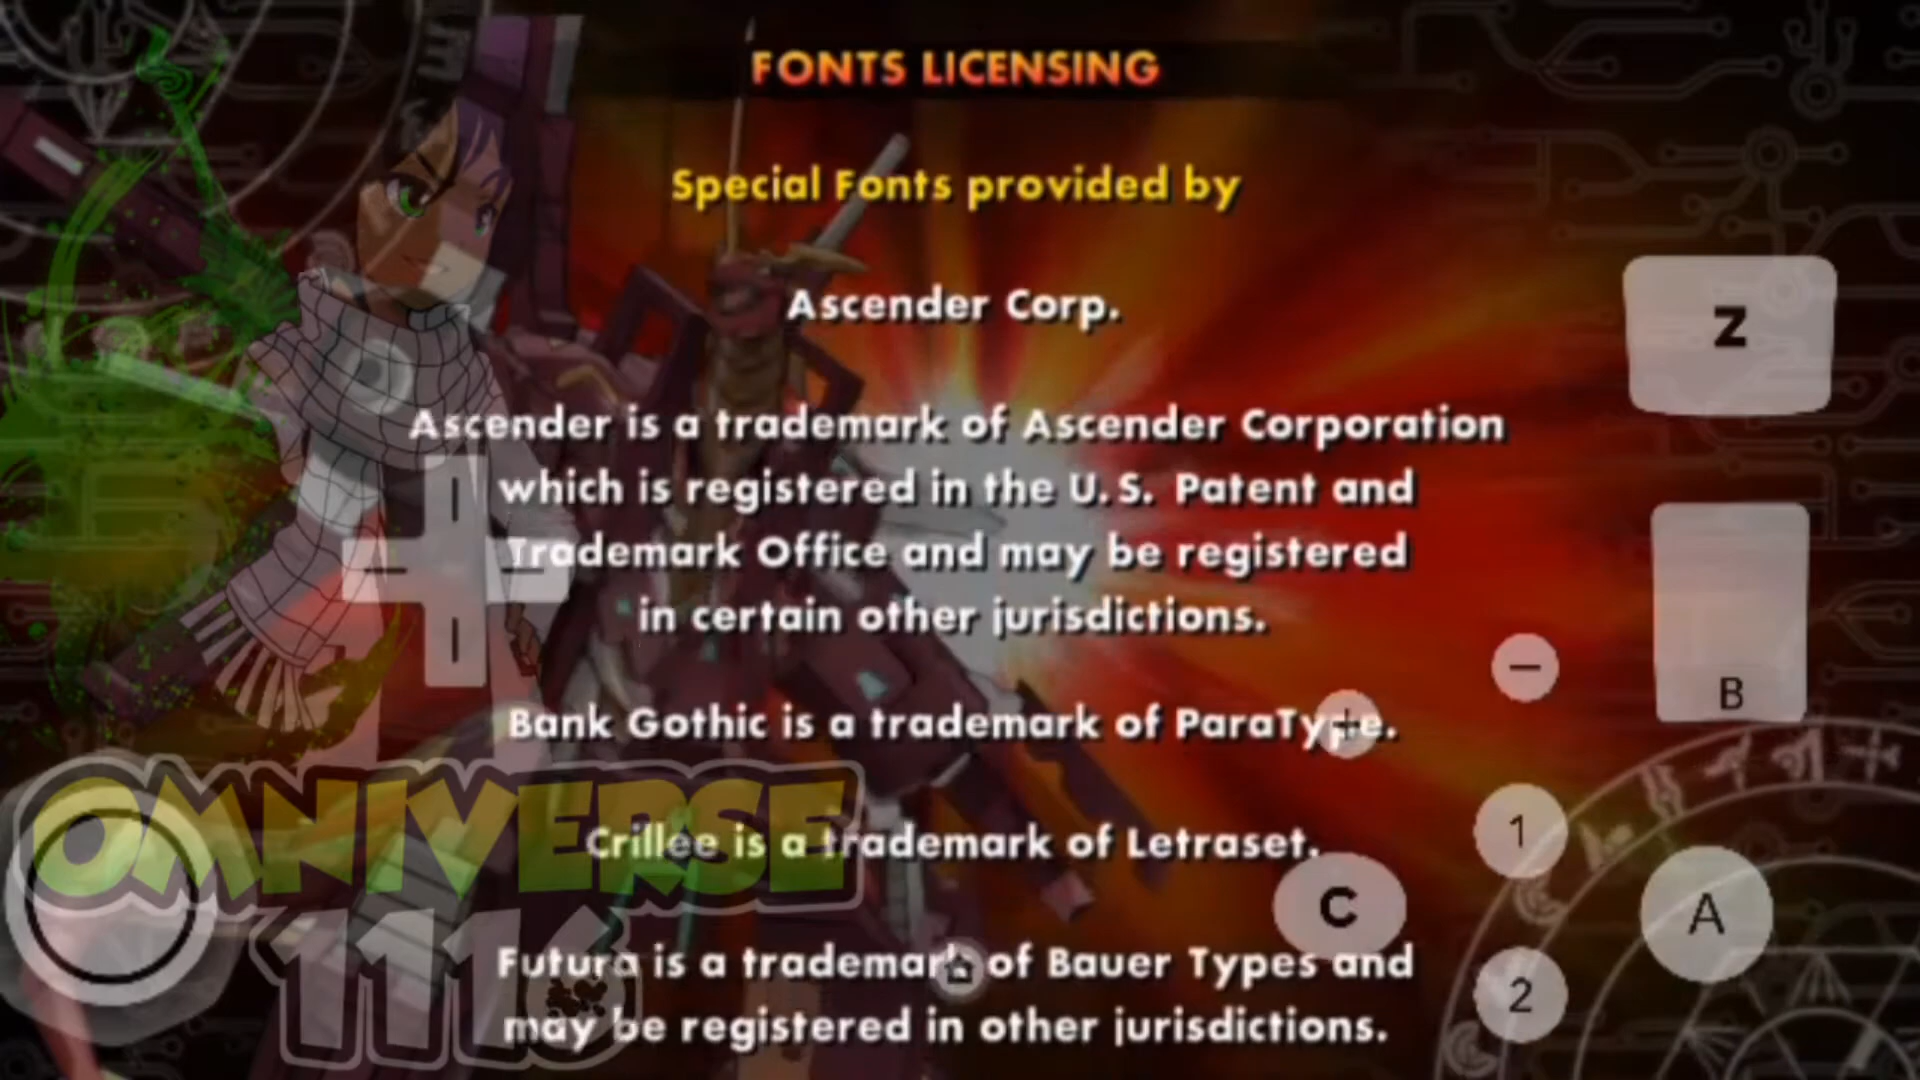 FONTS LICENSING
Special Fonts provided by
Ascender Corp.
Z
Ascender is a trademark of Ascender Corporation
which is registered in the U.S. Patent and
Trademark Office and may be registered
in certain other jurisdictions.
−
B
Bank Gothic is a trademark of ParaType.
+
OMNIVERSE
1
Crillee is a trademark of Letraset.
C
A
1116
Futura is a trademark of Bauer Types and
2
may be registered in other jurisdictions.